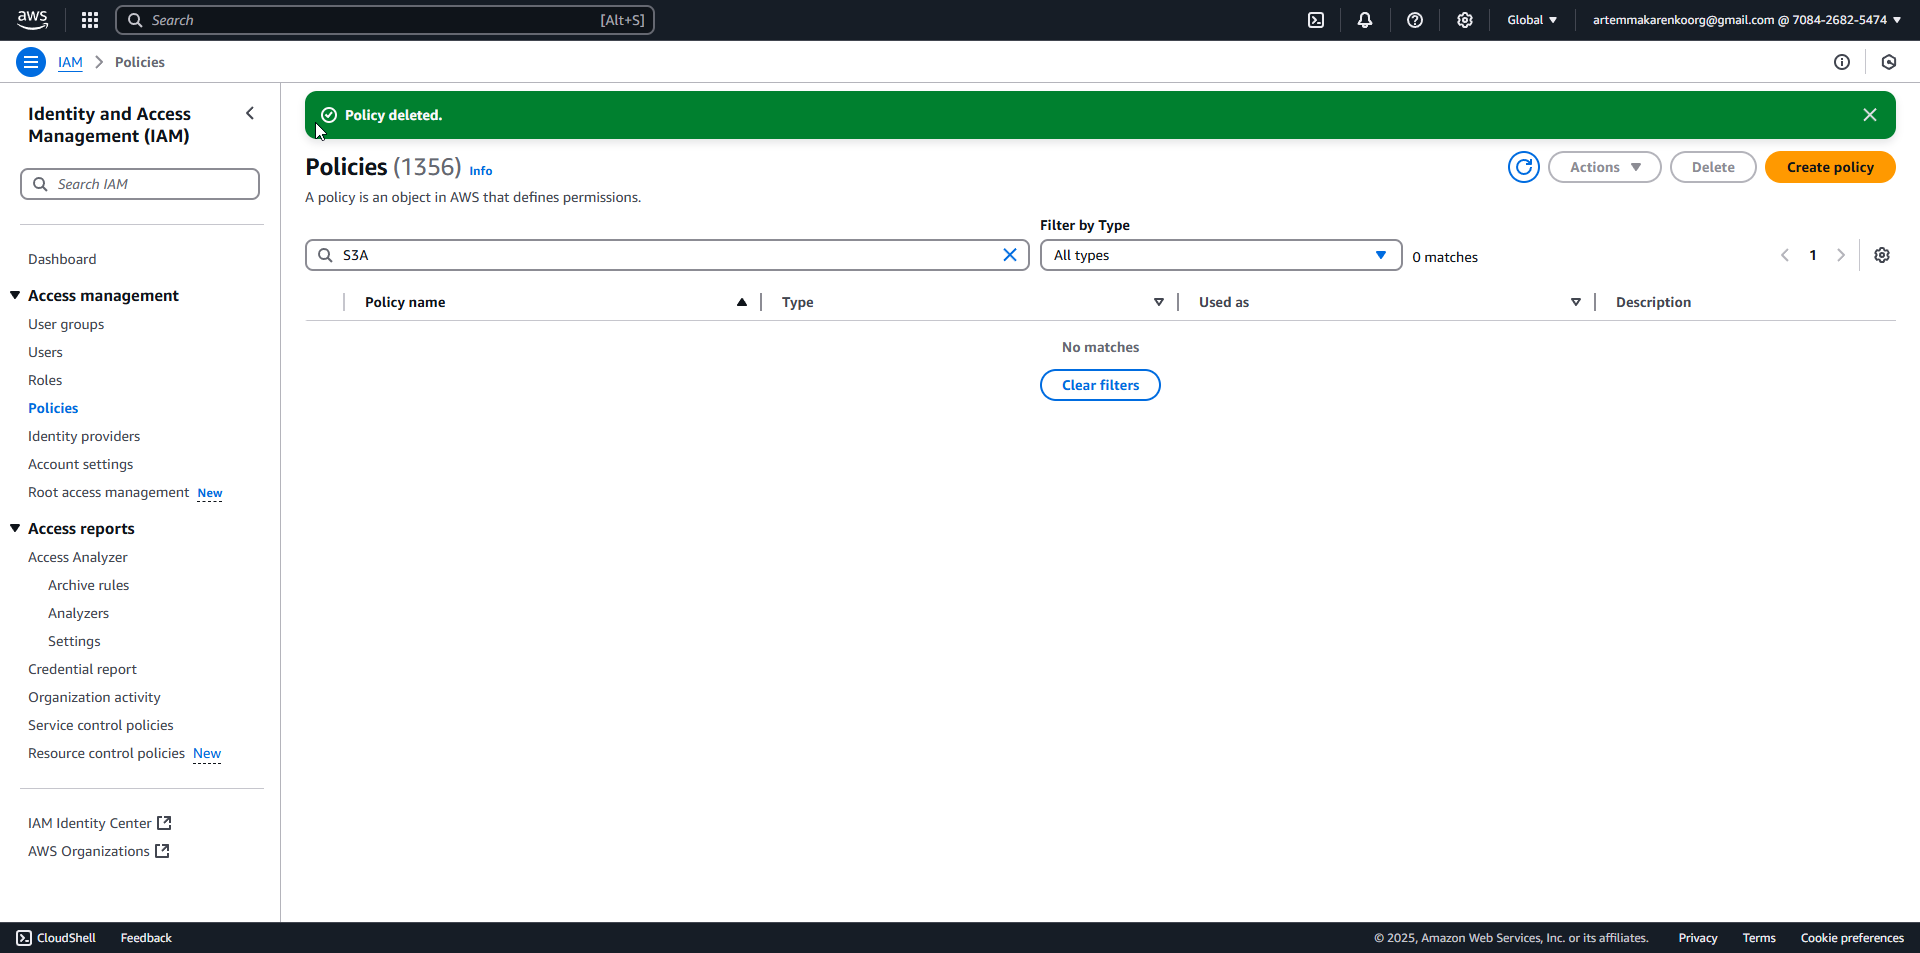 aws
Search [Alt+S]
Global
artemmakarenkoorg@gmail.com @ 7084-2682-5474
IAM
Policies
Identity and Access
Management (IAM)
Search IAM
Dashboard
Access management
User groups
Users
Roles
Policies
Identity providers
Account settings
Root access management New
Access reports
Access Analyzer
Archive rules
Analyzers
Settings
Credential report
Organization activity
Service control policies
Resource control policies New
IAM Identity Center
AWS Organizations
Policy deleted.
Policies (1356) Info
A policy is an object in AWS that defines permissions.
Actions
Delete
Create policy
Filter by Type
S3A
All types
0 matches
1
Policy name
Type
Used as
Description
No matches
Clear filters
CloudShell
Feedback
© 2025, Amazon Web Services, Inc. or its affiliates.
Privacy
Terms
Cookie preferences